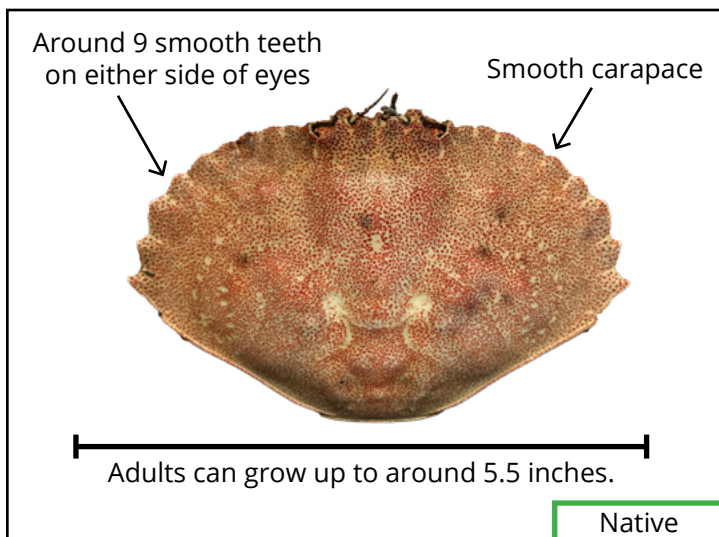 Around 9 smooth teeth
on either side of eyes
Smooth carapace
Adults can grow up to around 5.5 inches.
Native